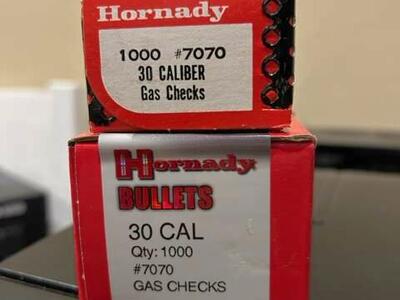 Hornady
1000 #7070
30 CALIBER
Gas Checks
Hornady
BULLETS
30 CAL
Qty: 1000
#7070
GAS CHECKS